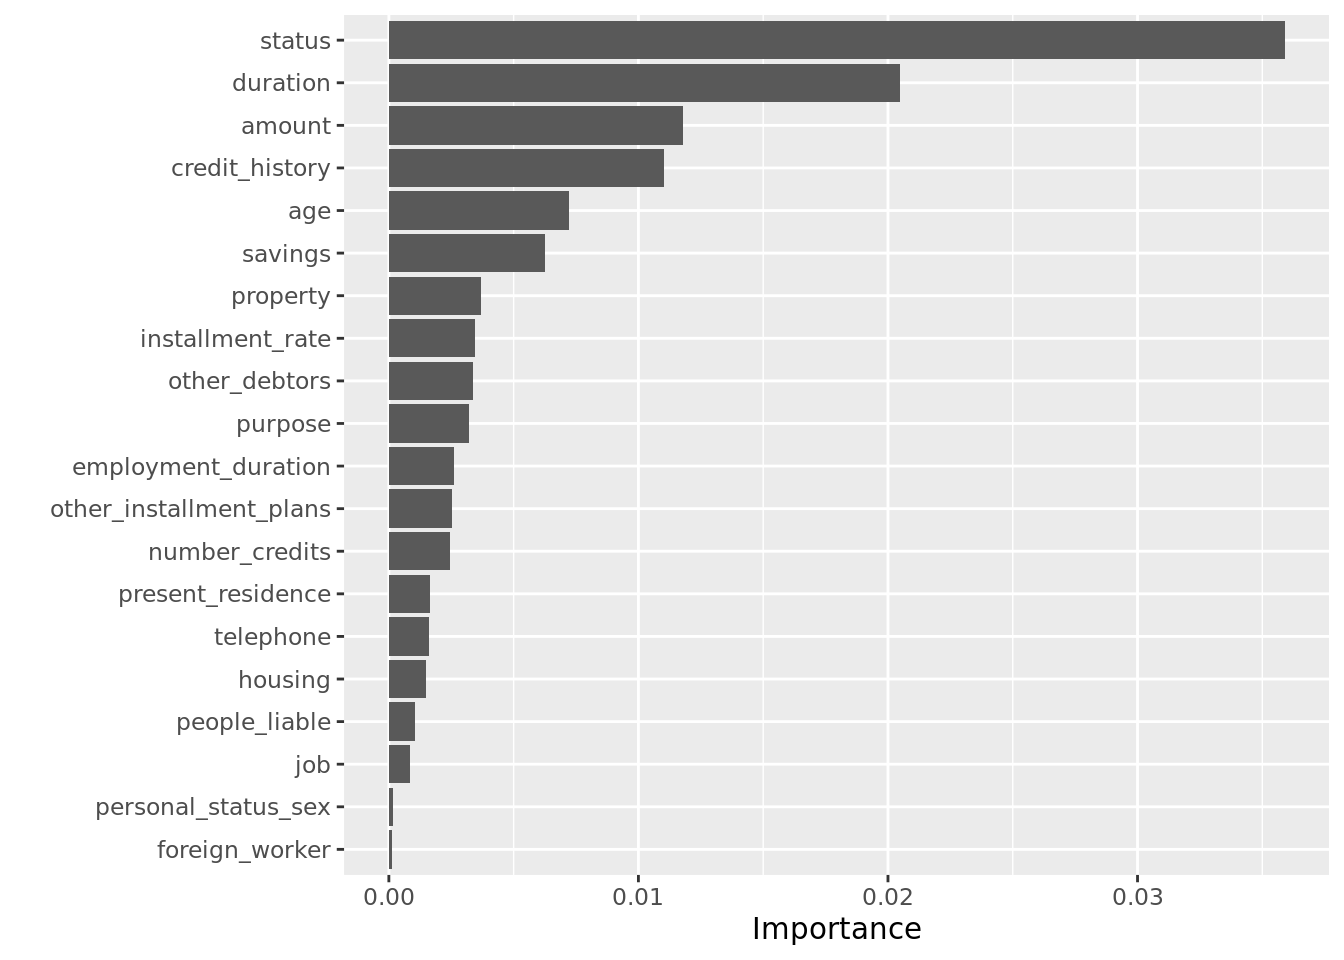 status
duration
amount
credit_history
age
savings
property
installment_rate
other_debtors
purpose
employment_duration
other_installment_plans
number_credits
present_residence
telephone
housing
people_liable
job
personal_status_sex
foreign_worker
0.00 0.01 0.02 0.03
Importance